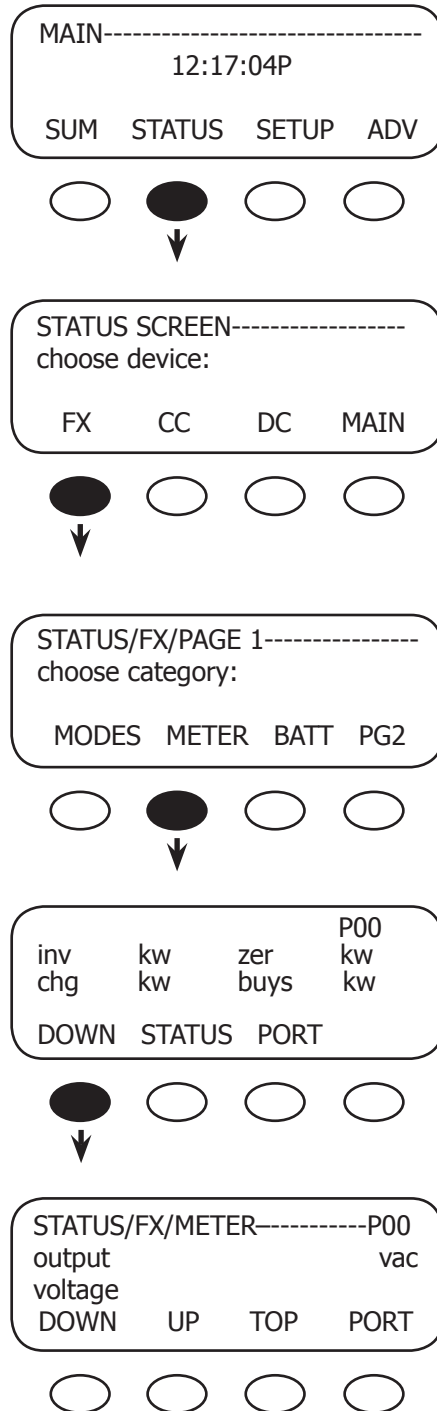 MAIN---------------------------------
12:17:04P
SUM STATUS SETUP ADV
STATUS SCREEN------------------
choose device:
FX CC DC MAIN
STATUS/FX/PAGE 1----------------
choose category:
MODES METER BATT PG2
P00
inv kw zer kw
chg kw buys kw
DOWN STATUS PORT
STATUS/FX/METER–-----------P00
output vac
voltage
DOWN UP TOP PORT